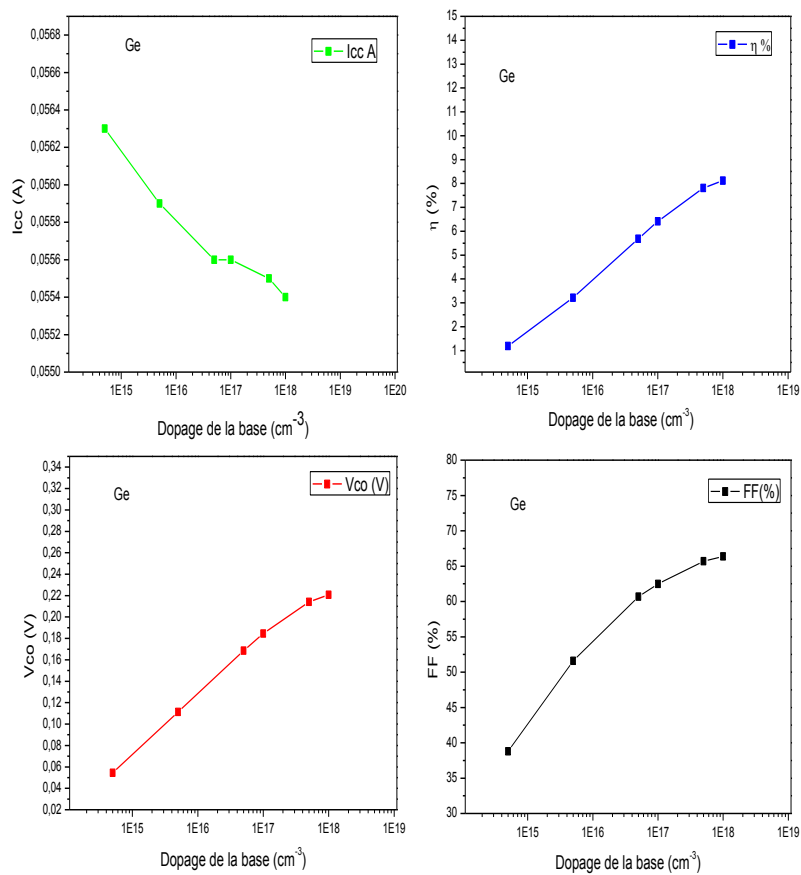 0,0568
0,0566
0,0564
0,0562
0,0560
0,0558
0,0556
0,0554
0,0552
0,0550
Icc (A)
Ge
Icc A
1E15 1E16 1E17 1E18 1E19 1E20
Dopage de la base (cm-3)
15
14
13
12
11
10
9
8
7
6
5
4
3
2
1
η (%)
Ge
η %
1E15 1E16 1E17 1E18 1E19
Dopage de la base (cm-3)
0,34
0,32
0,30
0,28
0,26
0,24
0,22
0,20
0,18
0,16
0,14
0,12
0,10
0,08
0,06
0,04
0,02
Vco (V)
Ge
Vco (V)
1E15 1E16 1E17 1E18 1E19
Dopage de la base (cm-3)
80
75
70
65
60
55
50
45
40
35
30
FF (%)
Ge
FF(%)
1E15 1E16 1E17 1E18 1E19
Dopage de la base (cm-3)